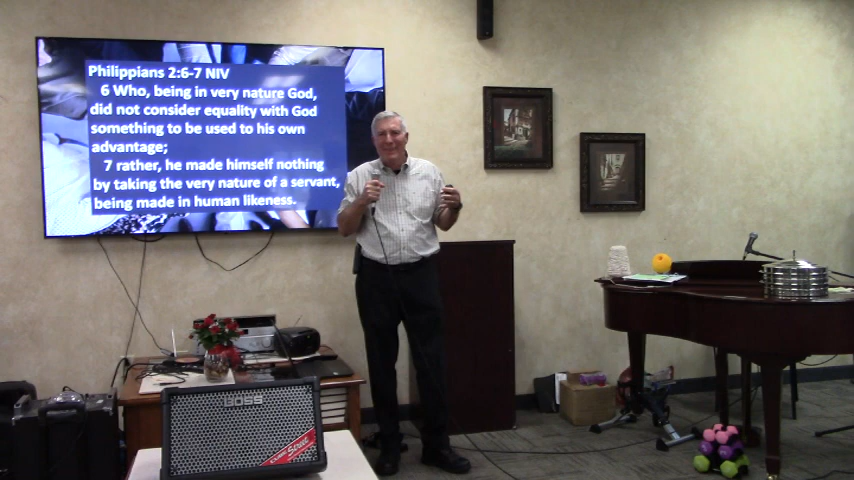 Philippians 2:6-7 NIV
6 Who, being in very nature God,
did not consider equality with God
something to be used to his own
advantage;
7 rather, he made himself nothing
by taking the very nature of a servant,
being made in human likeness.
BOSS
CUBE Street